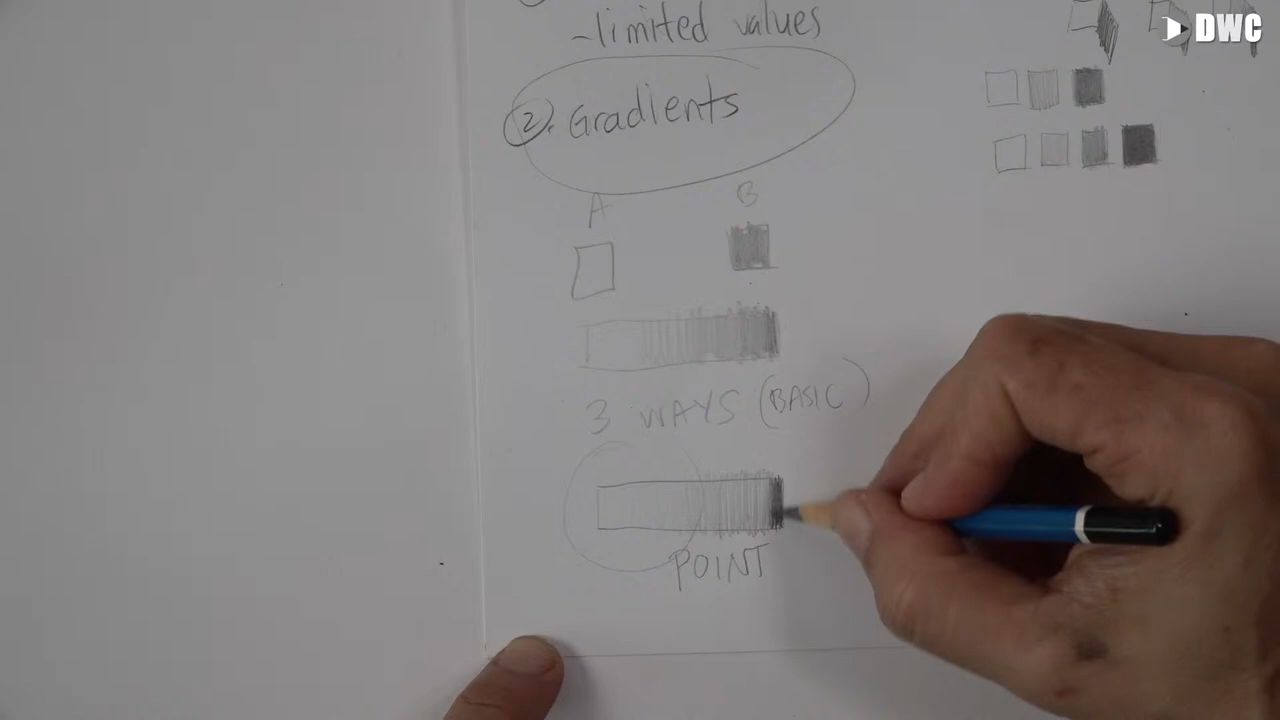 -limited values
2. Gradients
A B
3 WAYS (BASIC)
POINT
DWC